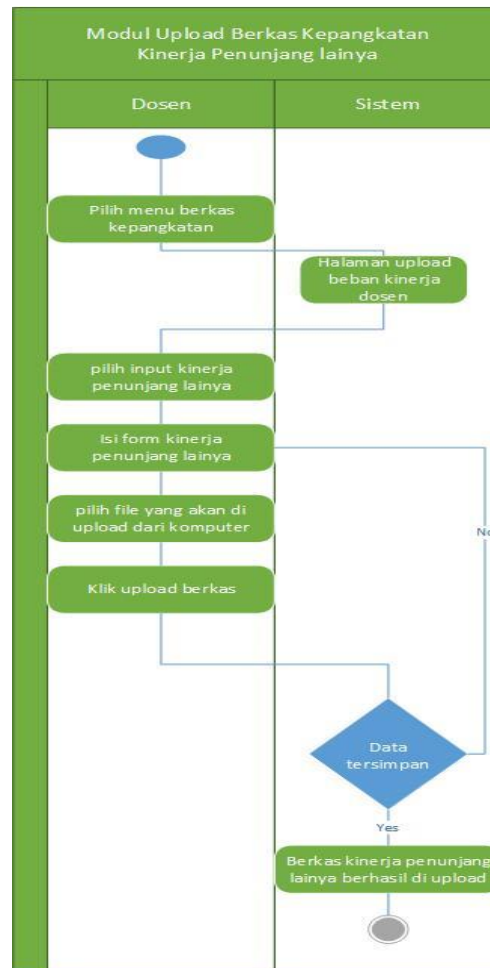 Modul Upload Berkas Kepangkatan
Kinerja Penunjang lainya
Dosen
Sistem
Pilih menu berkas
kepangkatan
Halaman upload
beban kinerja
dosen
pilih input kinerja
penunjang lainya
Isi form kinerja
penunjang lainya
pilih file yang akan di
upload dari komputer
No
Klik upload berkas
Data
tersimpan
Yes
Berkas kinerja penunjang
lainya berhasil di upload